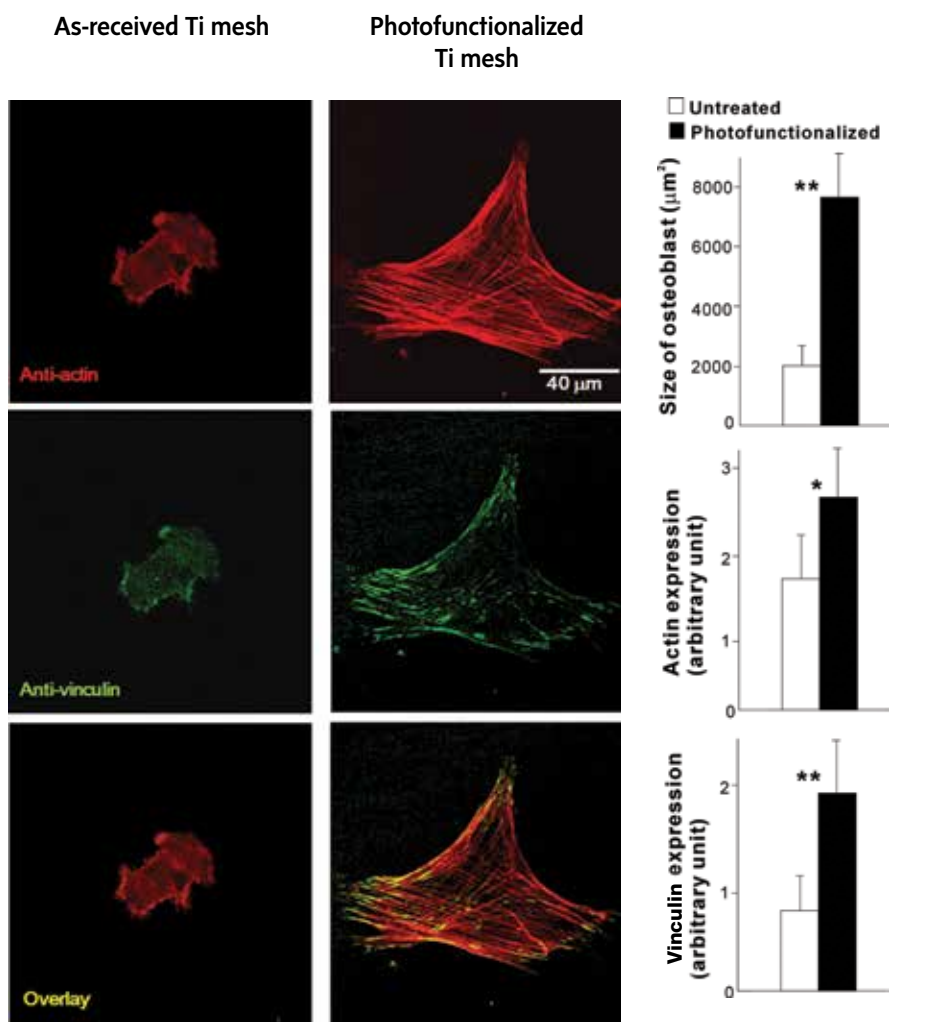 As-received Ti mesh
Photofunctionalized
Ti mesh
Anti-actin
40 μm
Anti-vinculin
Overlay
Untreated
Photofunctionalized
Size of osteoblast (μm²)
8000
6000
4000
2000
0
**
Actin expression
(arbitrary unit)
3
2
1
0
*
Vinculin expression
(arbitrary unit)
2
1
0
**